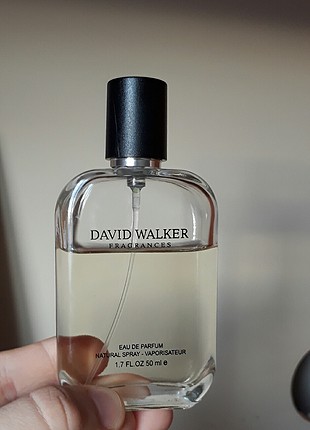 DAVID WALKER
FRAGRANCES
EAU DE PARFUM
NATURAL SPRAY - VAPORISATEUR
1.7 FL OZ 50 ml e